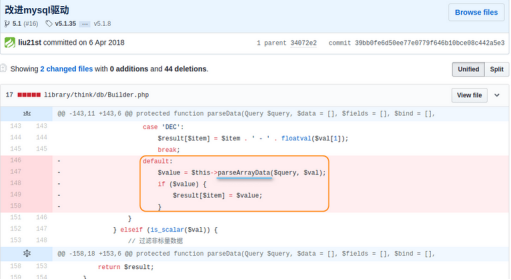 改进mysql驱动
Browse files
5.1 (#16) v5.1.35 ... v5.1.8
liu21st committed on 6 Apr 2018
1 parent 34072e2 commit 39bb0fe6d50ee77e0779f646b10bce08c442a5e3
Showing 2 changed files with 0 additions and 44 deletions.
Unified Split
17 library/think/db/Builder.php
View file
@@ -143,11 +143,6 @@ protected function parseData(Query $query, $data = [], $fields = [], $bind = [],
143 143 case 'DEC':
144 144 $result[$item] = $item . ' - ' . floatval($val[1]);
145 145 break;
146 - default:
147 - $value = $this->parseArrayData($query, $val);
148 - if ($value) {
149 - $result[$item] = $value;
150 - }
151 146 }
152 147 } elseif (is_scalar($val)) {
153 148 // 过滤非标量数据
@@ -158,18 +153,6 @@ protected function parseData(Query $query, $data = [], $fields = [], $bind = [],
158 153 return $result;
159 154 }